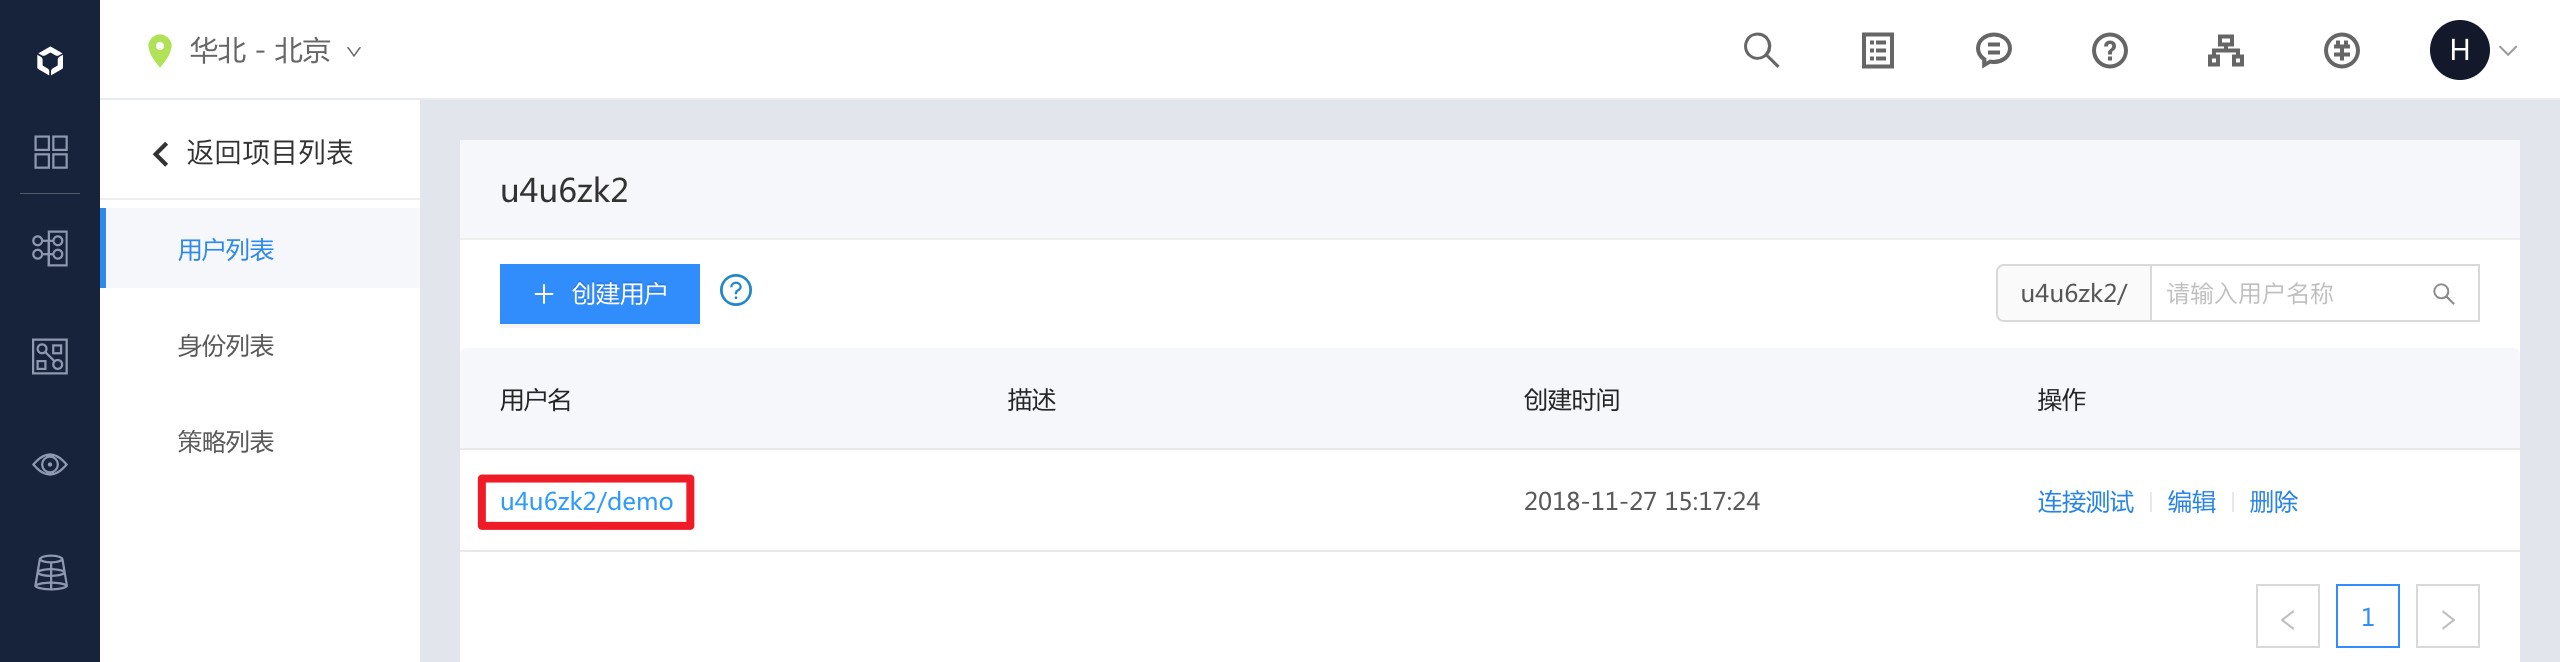 华北 - 北京
H
返回项目列表
用户列表
身份列表
策略列表
u4u6zk2
创建用户
u4u6zk2/ 请输入用户名称
用户名 描述 创建时间 操作
u4u6zk2/demo 2018-11-27 15:17:24 连接测试 编辑 删除
1